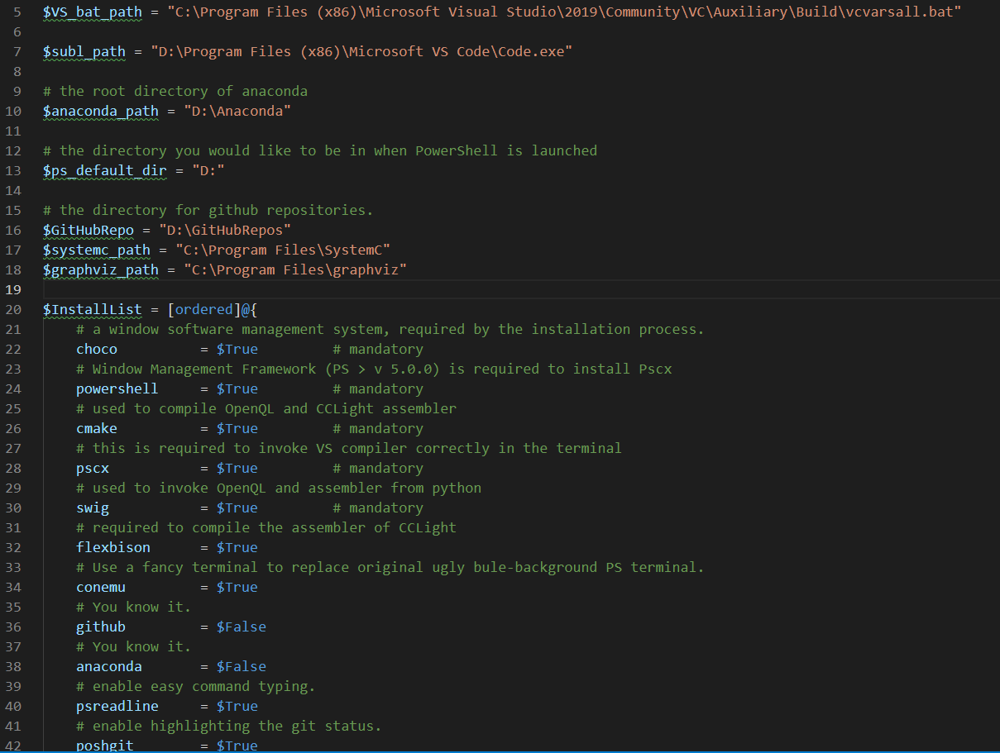 5 $VS_bat_path = "C:\Program Files (x86)\Microsoft Visual Studio\2019\Community\VC\Auxiliary\Build\vcvarsall.bat"
6
7 $subl_path = "D:\Program Files (x86)\Microsoft VS Code\Code.exe"
8
9 # the root directory of anaconda
10 $anaconda_path = "D:\Anaconda"
11
12 # the directory you would like to be in when PowerShell is launched
13 $ps_default_dir = "D:"
14
15 # the directory for github repositories.
16 $GitHubRepo = "D:\GitHubRepos"
17 $systemc_path = "C:\Program Files\SystemC"
18 $graphviz_path = "C:\Program Files\graphviz"
19
20 $InstallList = [ordered]@{
21     # a window software management system, required by the installation process.
22     choco          = $True         # mandatory
23     # Window Management Framework (PS > v 5.0.0) is required to install Pscx
24     powershell     = $True         # mandatory
25     # used to compile OpenQL and CCLight assembler
26     cmake          = $True         # mandatory
27     # this is required to invoke VS compiler correctly in the terminal
28     pscx           = $True         # mandatory
29     # used to invoke OpenQL and assembler from python
30     swig           = $True         # mandatory
31     # required to compile the assembler of CCLight
32     flexbison      = $True
33     # Use a fancy terminal to replace original ugly bule-background PS terminal.
34     conemu         = $True
35     # You know it.
36     github         = $False
37     # You know it.
38     anaconda       = $False
39     # enable easy command typing.
40     psreadline     = $True
41     # enable highlighting the git status.
42     poshgit        = $True